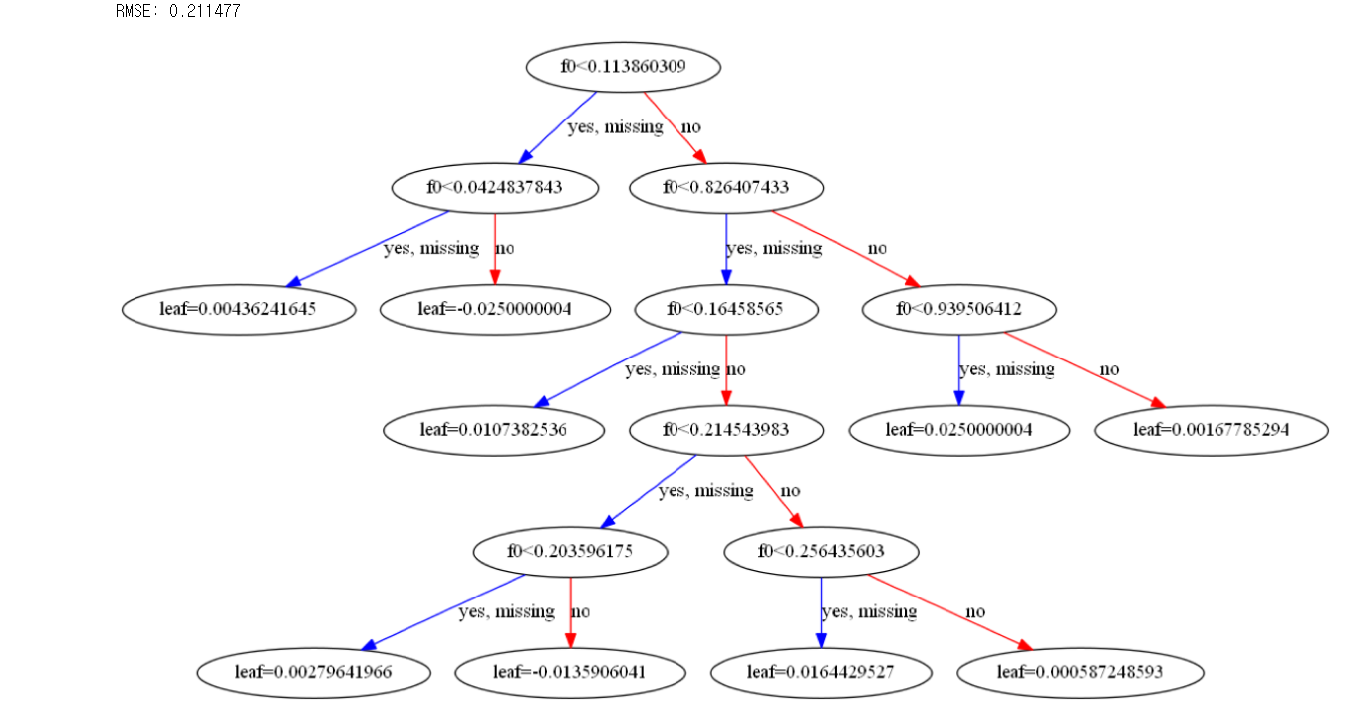 RMSE: 0.211477
f0<0.113860309
yes, missing no
f0<0.0424837843 f0<0.826407433
yes, missing no yes, missing no
leaf=0.00436241645 leaf=-0.0250000004 f0<0.16458565 f0<0.939506412
yes, missing no yes, missing no
leaf=0.0107382536 f0<0.214543983 leaf=0.0250000004 leaf=0.00167785294
yes, missing no
f0<0.203596175 f0<0.256435603
yes, missing no yes, missing no
leaf=0.00279641966 leaf=-0.0135906041 leaf=0.0164429527 leaf=0.000587248593